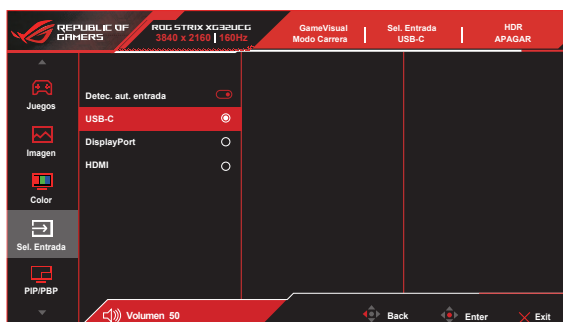 REPUBLIC OF
GAMERS
ROG STRIX XG32UCG
3840 x 2160 160Hz
GameVisual
Modo Carrera
Sel. Entrada
USB-C
HDR
APAGAR
Juegos
Imagen
Color
Sel. Entrada
PIP/PBP
Detec. aut. entrada
USB-C
DisplayPort
HDMI
Volumen 50
Back
Enter
Exit